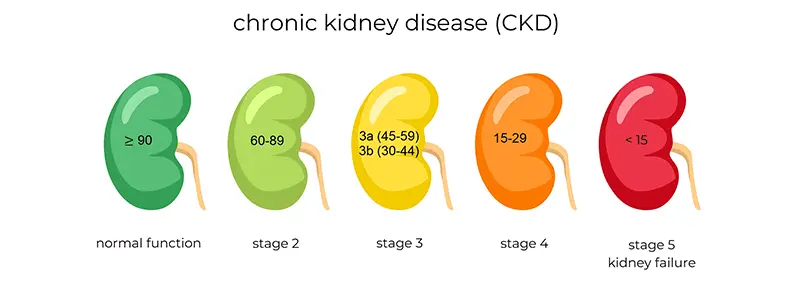 chronic kidney disease (CKD)
≥ 90
60-89
3a (45-59)
3b (30-44)
15-29
< 15
normal function
stage 2
stage 3
stage 4
stage 5
kidney failure